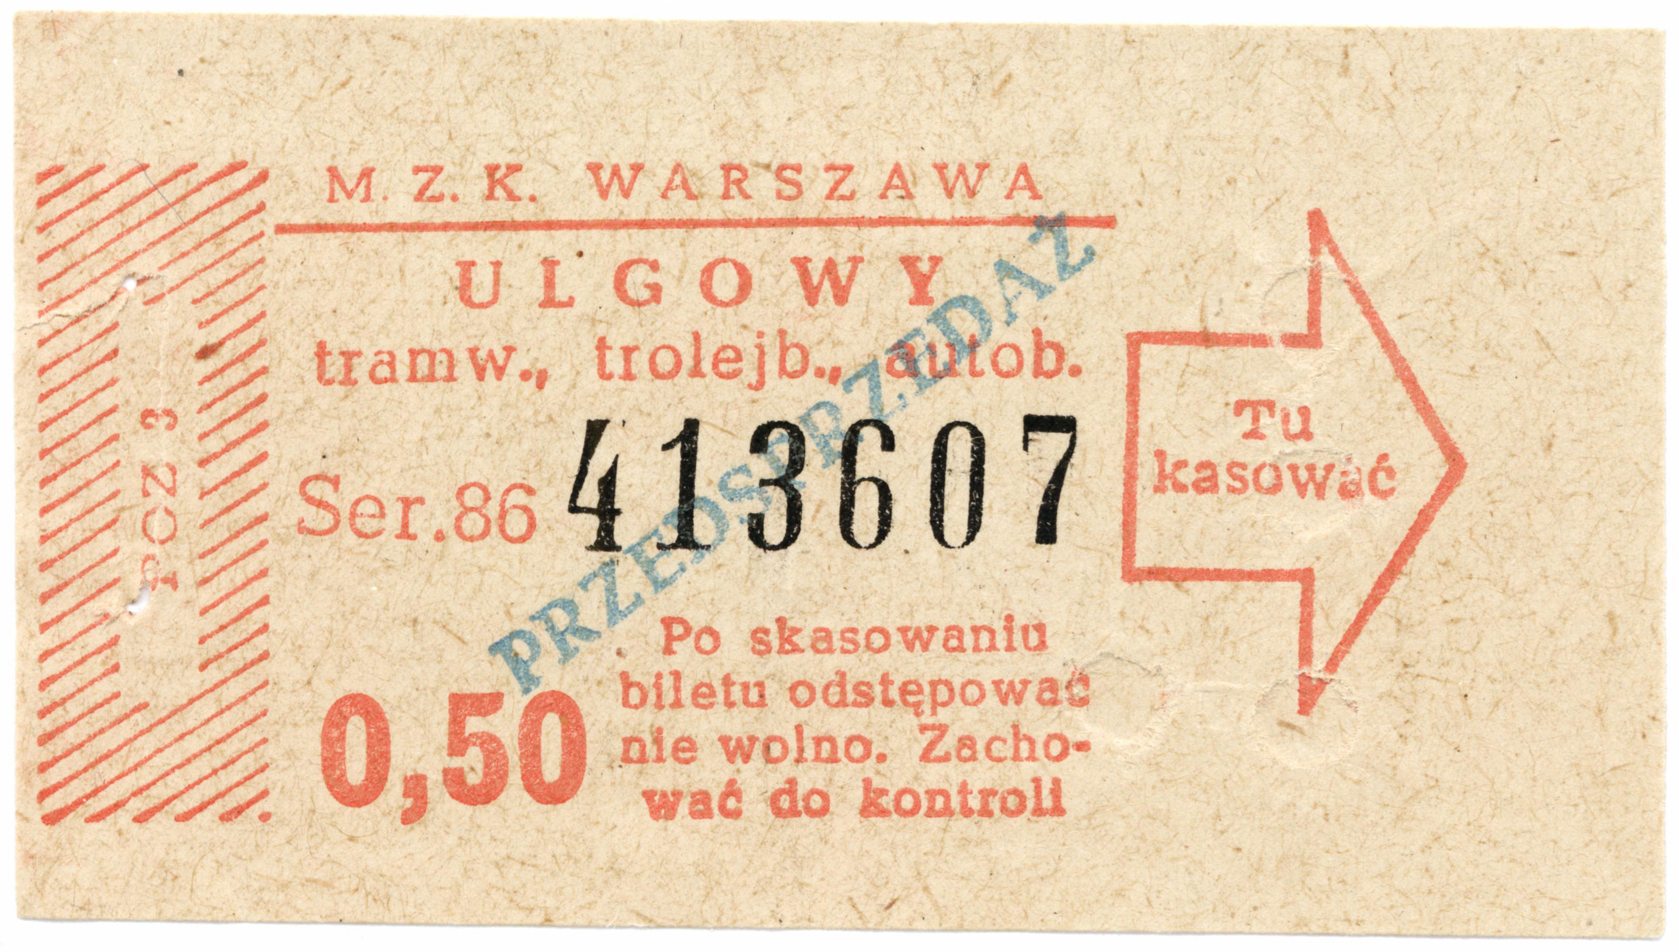 M. Z. K. WARSZAWA
ULGOWY
tramw., trolejb., autob.
Ser.86 413607
PRZEDSPRZEDAŻ
0,50
Po skasowaniu
biletu odstępować
nie wolno. Zacho-
wać do kontroli
Tu
kasować
POZ 3